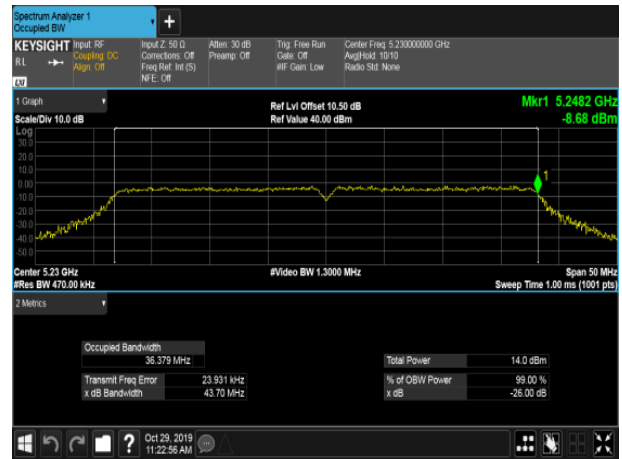 Spectrum Analyzer 1
Occupied BW
+
KEYSIGHT Input: RF Input Z: 50 Ω Atten: 30 dB Trig: Free Run Center Freq: 5.230000000 GHz
RL Coupling: DC Corrections: Off Preamp: Off Gate: Off Avg|Hold: 10/10
Align: Off Freq Ref: Int (S) #IF Gain: Low Radio Std: None
LXI NFE: Off
1 Graph Ref Lvl Offset 10.50 dB Mkr1 5.2482 GHz
Scale/Div 10.0 dB Ref Value 40.00 dBm -8.68 dBm
Log
30.0
20.0
10.0 1
0.00
-10.0
-20.0
-30.0
-40.0
-50.0
Center 5.23 GHz #Video BW 1.3000 MHz Span 50 MHz
#Res BW 470.00 kHz Sweep Time 1.00 ms (1001 pts)
2 Metrics
Occupied Bandwidth
36.379 MHz Total Power 14.0 dBm
Transmit Freq Error 23.931 kHz % of OBW Power 99.00 %
x dB Bandwidth 43.70 MHz x dB -26.00 dB
? Oct 29, 2019
11:22:56 AM